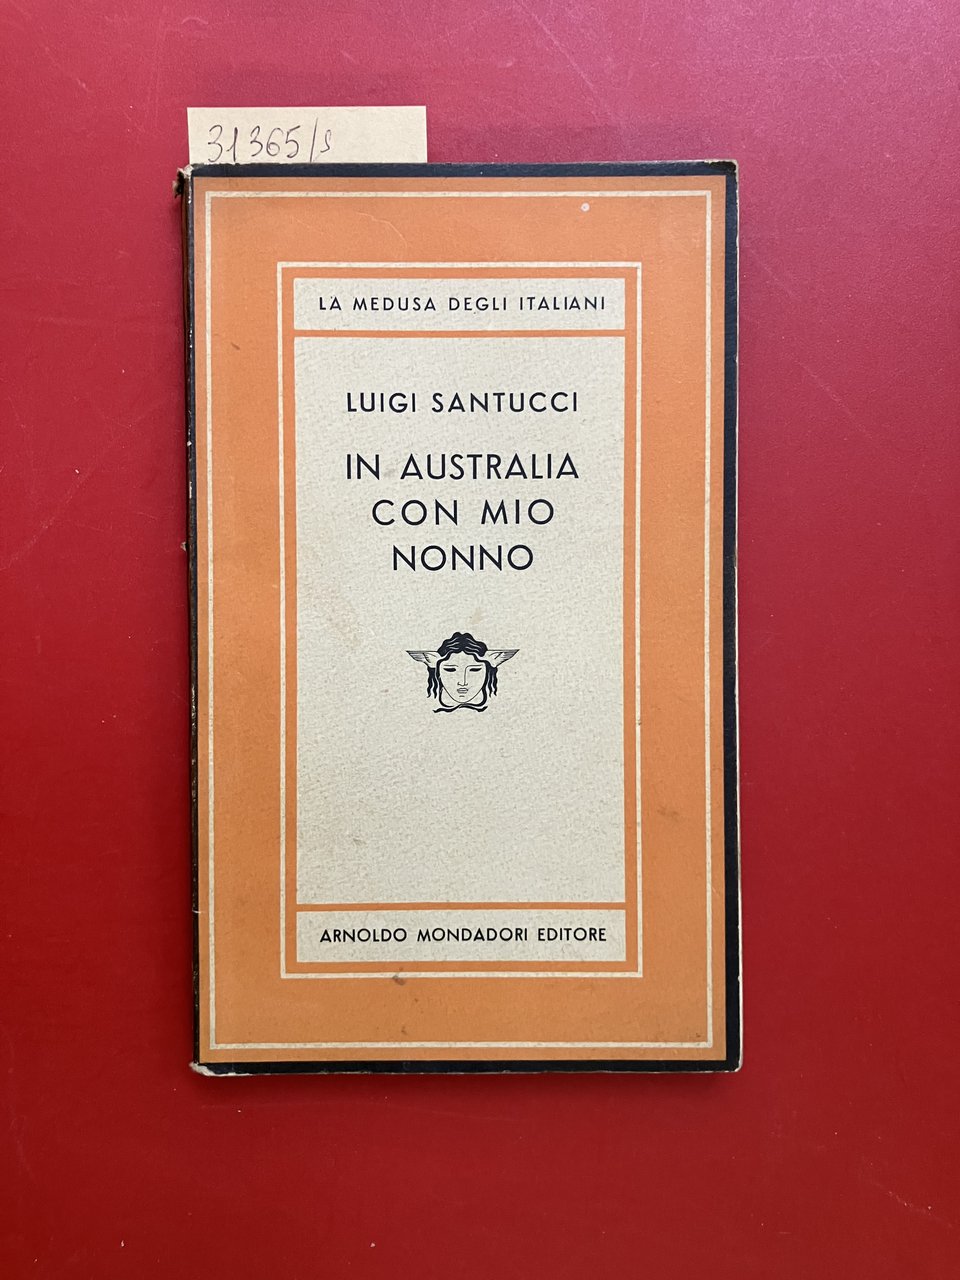 31365/s
LA MEDUSA DEGLI ITALIANI
LUIGI SANTUCCI
IN AUSTRALIA
CON MIO
NONNO
ARNOLDO MONDADORI EDITORE